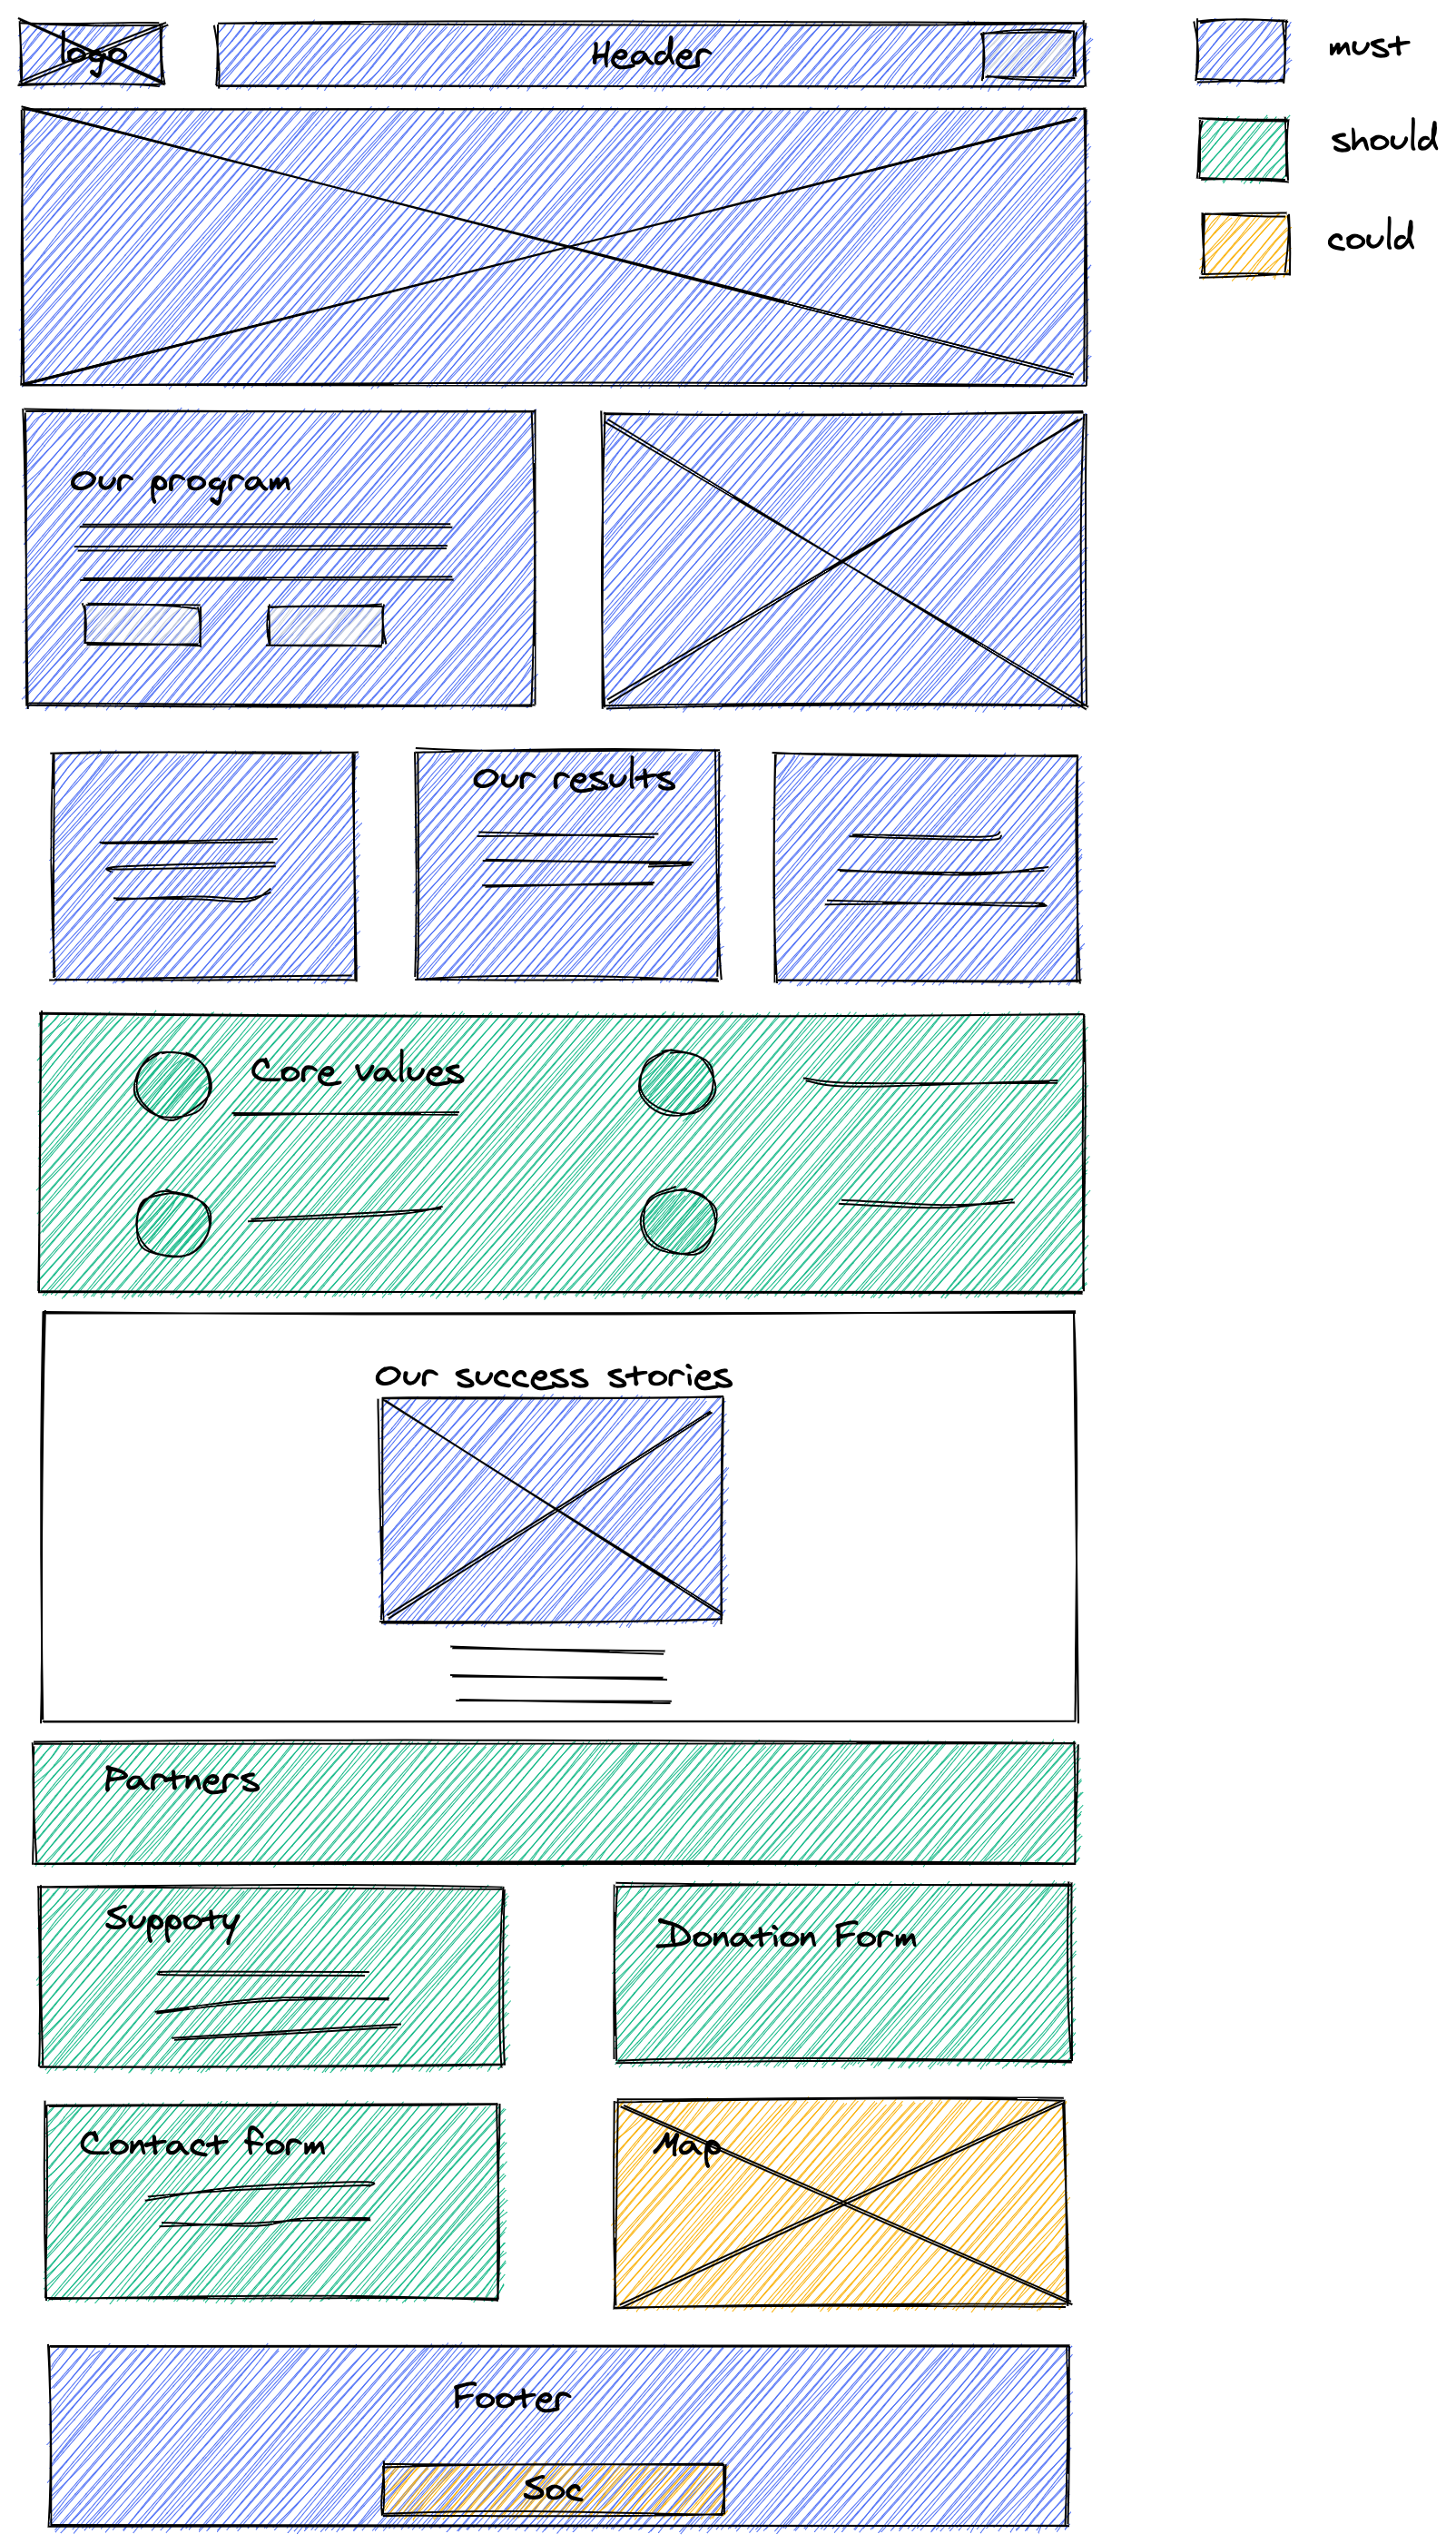 logo
Header
must
should
could
Our program
Our results
Core values
Our success stories
Partners
Suppoty
Donation Form
Contact form
Map
Footer
Soc